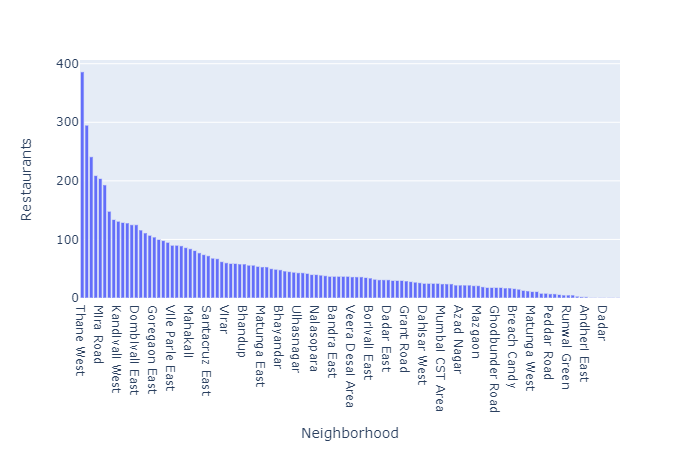 Restaurants
400
300
200
100
0
Thane West
Mira Road
Kandivali West
Dombivali East
Goregaon East
Vile Parle East
Mahakali
Santacruz East
Virar
Bhandup
Matunga East
Bhayandar
Ulhasnagar
Nalasopara
Bandra East
Veera Desai Area
Borivali East
Dadar East
Grant Road
Dahisar West
Mumbai CST Area
Azad Nagar
Mazgaon
Ghodbunder Road
Breach Candy
Matunga West
Peddar Road
Runwal Green
Andheri East
Dadar
Neighborhood